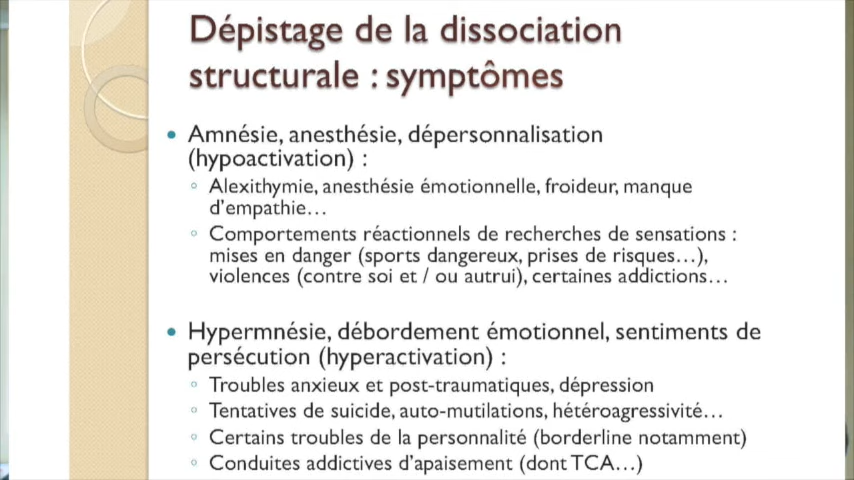 Dépistage de la dissociation
structurale : symptômes
• Amnésie, anesthésie, dépersonnalisation
(hypoactivation) :
◦ Alexithymie, anesthésie émotionnelle, froideur, manque
d'empathie…
◦ Comportements réactionnels de recherches de sensations :
mises en danger (sports dangereux, prises de risques…),
violences (contre soi et / ou autrui), certaines addictions…
• Hypermnésie, débordement émotionnel, sentiments de
persécution (hyperactivation) :
◦ Troubles anxieux et post-traumatiques, dépression
◦ Tentatives de suicide, auto-mutilations, hétéroagressivité…
◦ Certains troubles de la personnalité (borderline notamment)
◦ Conduites addictives d'apaisement (dont TCA…)